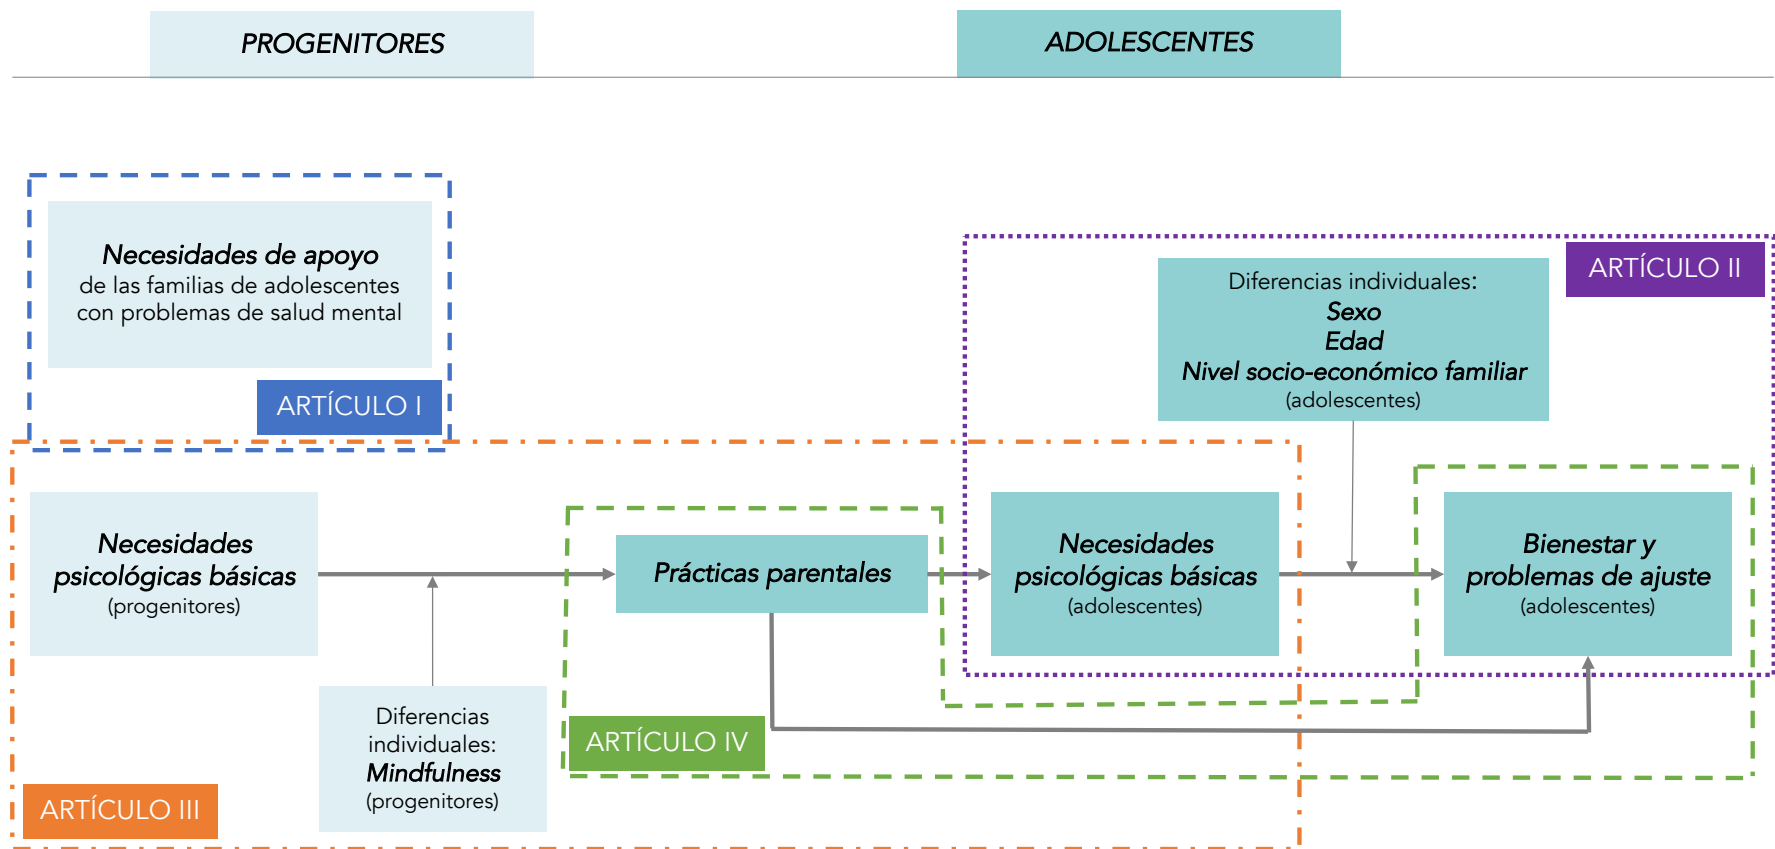 PROGENITORES
ADOLESCENTES
Necesidades de apoyo
de las familias de adolescentes
con problemas de salud mental
ARTÍCULO I
ARTÍCULO II
Diferencias individuales:
Sexo
Edad
Nivel socio-económico familiar
(adolescentes)
Necesidades
psicológicas básicas
(progenitores)
Prácticas parentales
Necesidades
psicológicas básicas
(adolescentes)
Bienestar y
problemas de ajuste
(adolescentes)
Diferencias
individuales:
Mindfulness
(progenitores)
ARTÍCULO IV
ARTÍCULO III